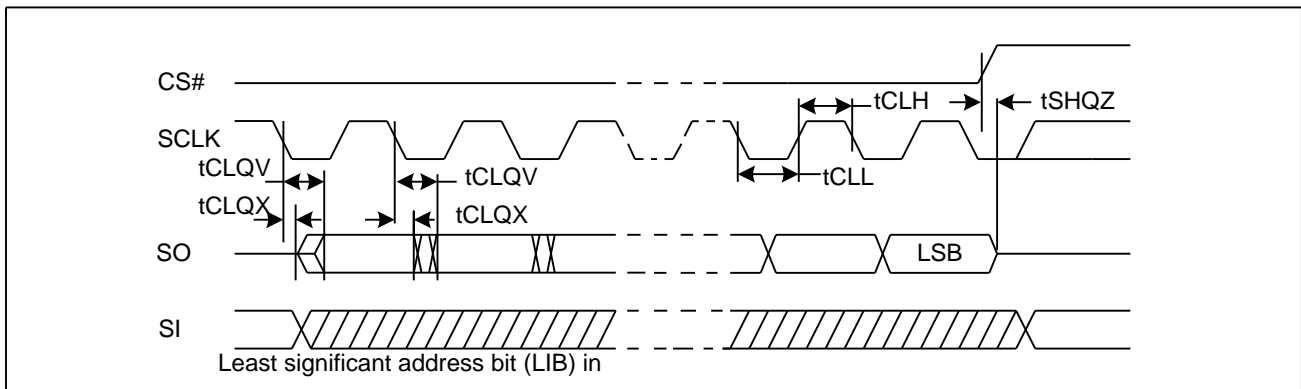 CS#
tCLH
tSHQZ
SCLK
tCLQV
tCLQV
tCLL
tCLQX
tCLQX
SO
LSB
SI
Least significant address bit (LIB) in